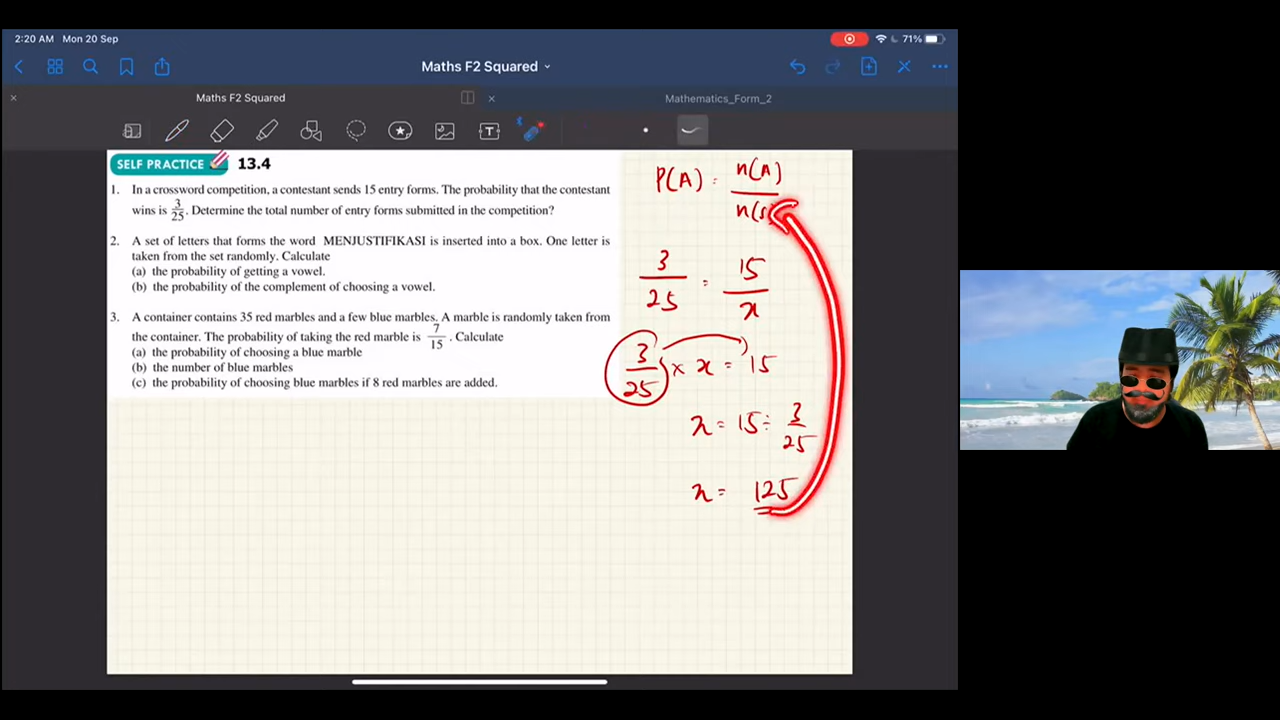 2:20 AM Mon 20 Sep
71%
Maths F2 Squared
Maths F2 Squared
Mathematics_Form_2
SELF PRACTICE 13.4
1. In a crossword competition, a contestant sends 15 entry forms. The probability that the contestant
wins is 3/25. Determine the total number of entry forms submitted in the competition?
2. A set of letters that forms the word MENJUSTIFIKASI is inserted into a box. One letter is
taken from the set randomly. Calculate
(a) the probability of getting a vowel.
(b) the probability of the complement of choosing a vowel.
3. A container contains 35 red marbles and a few blue marbles. A marble is randomly taken from
the container. The probability of taking the red marble is 7/15. Calculate
(a) the probability of choosing a blue marble
(b) the number of blue marbles
(c) the probability of choosing blue marbles if 8 red marbles are added.
P(A) = n(A)/n(s)
3/25 = 15/x
3/25 × x = 15
x = 15 ÷ 3/25
x = 125